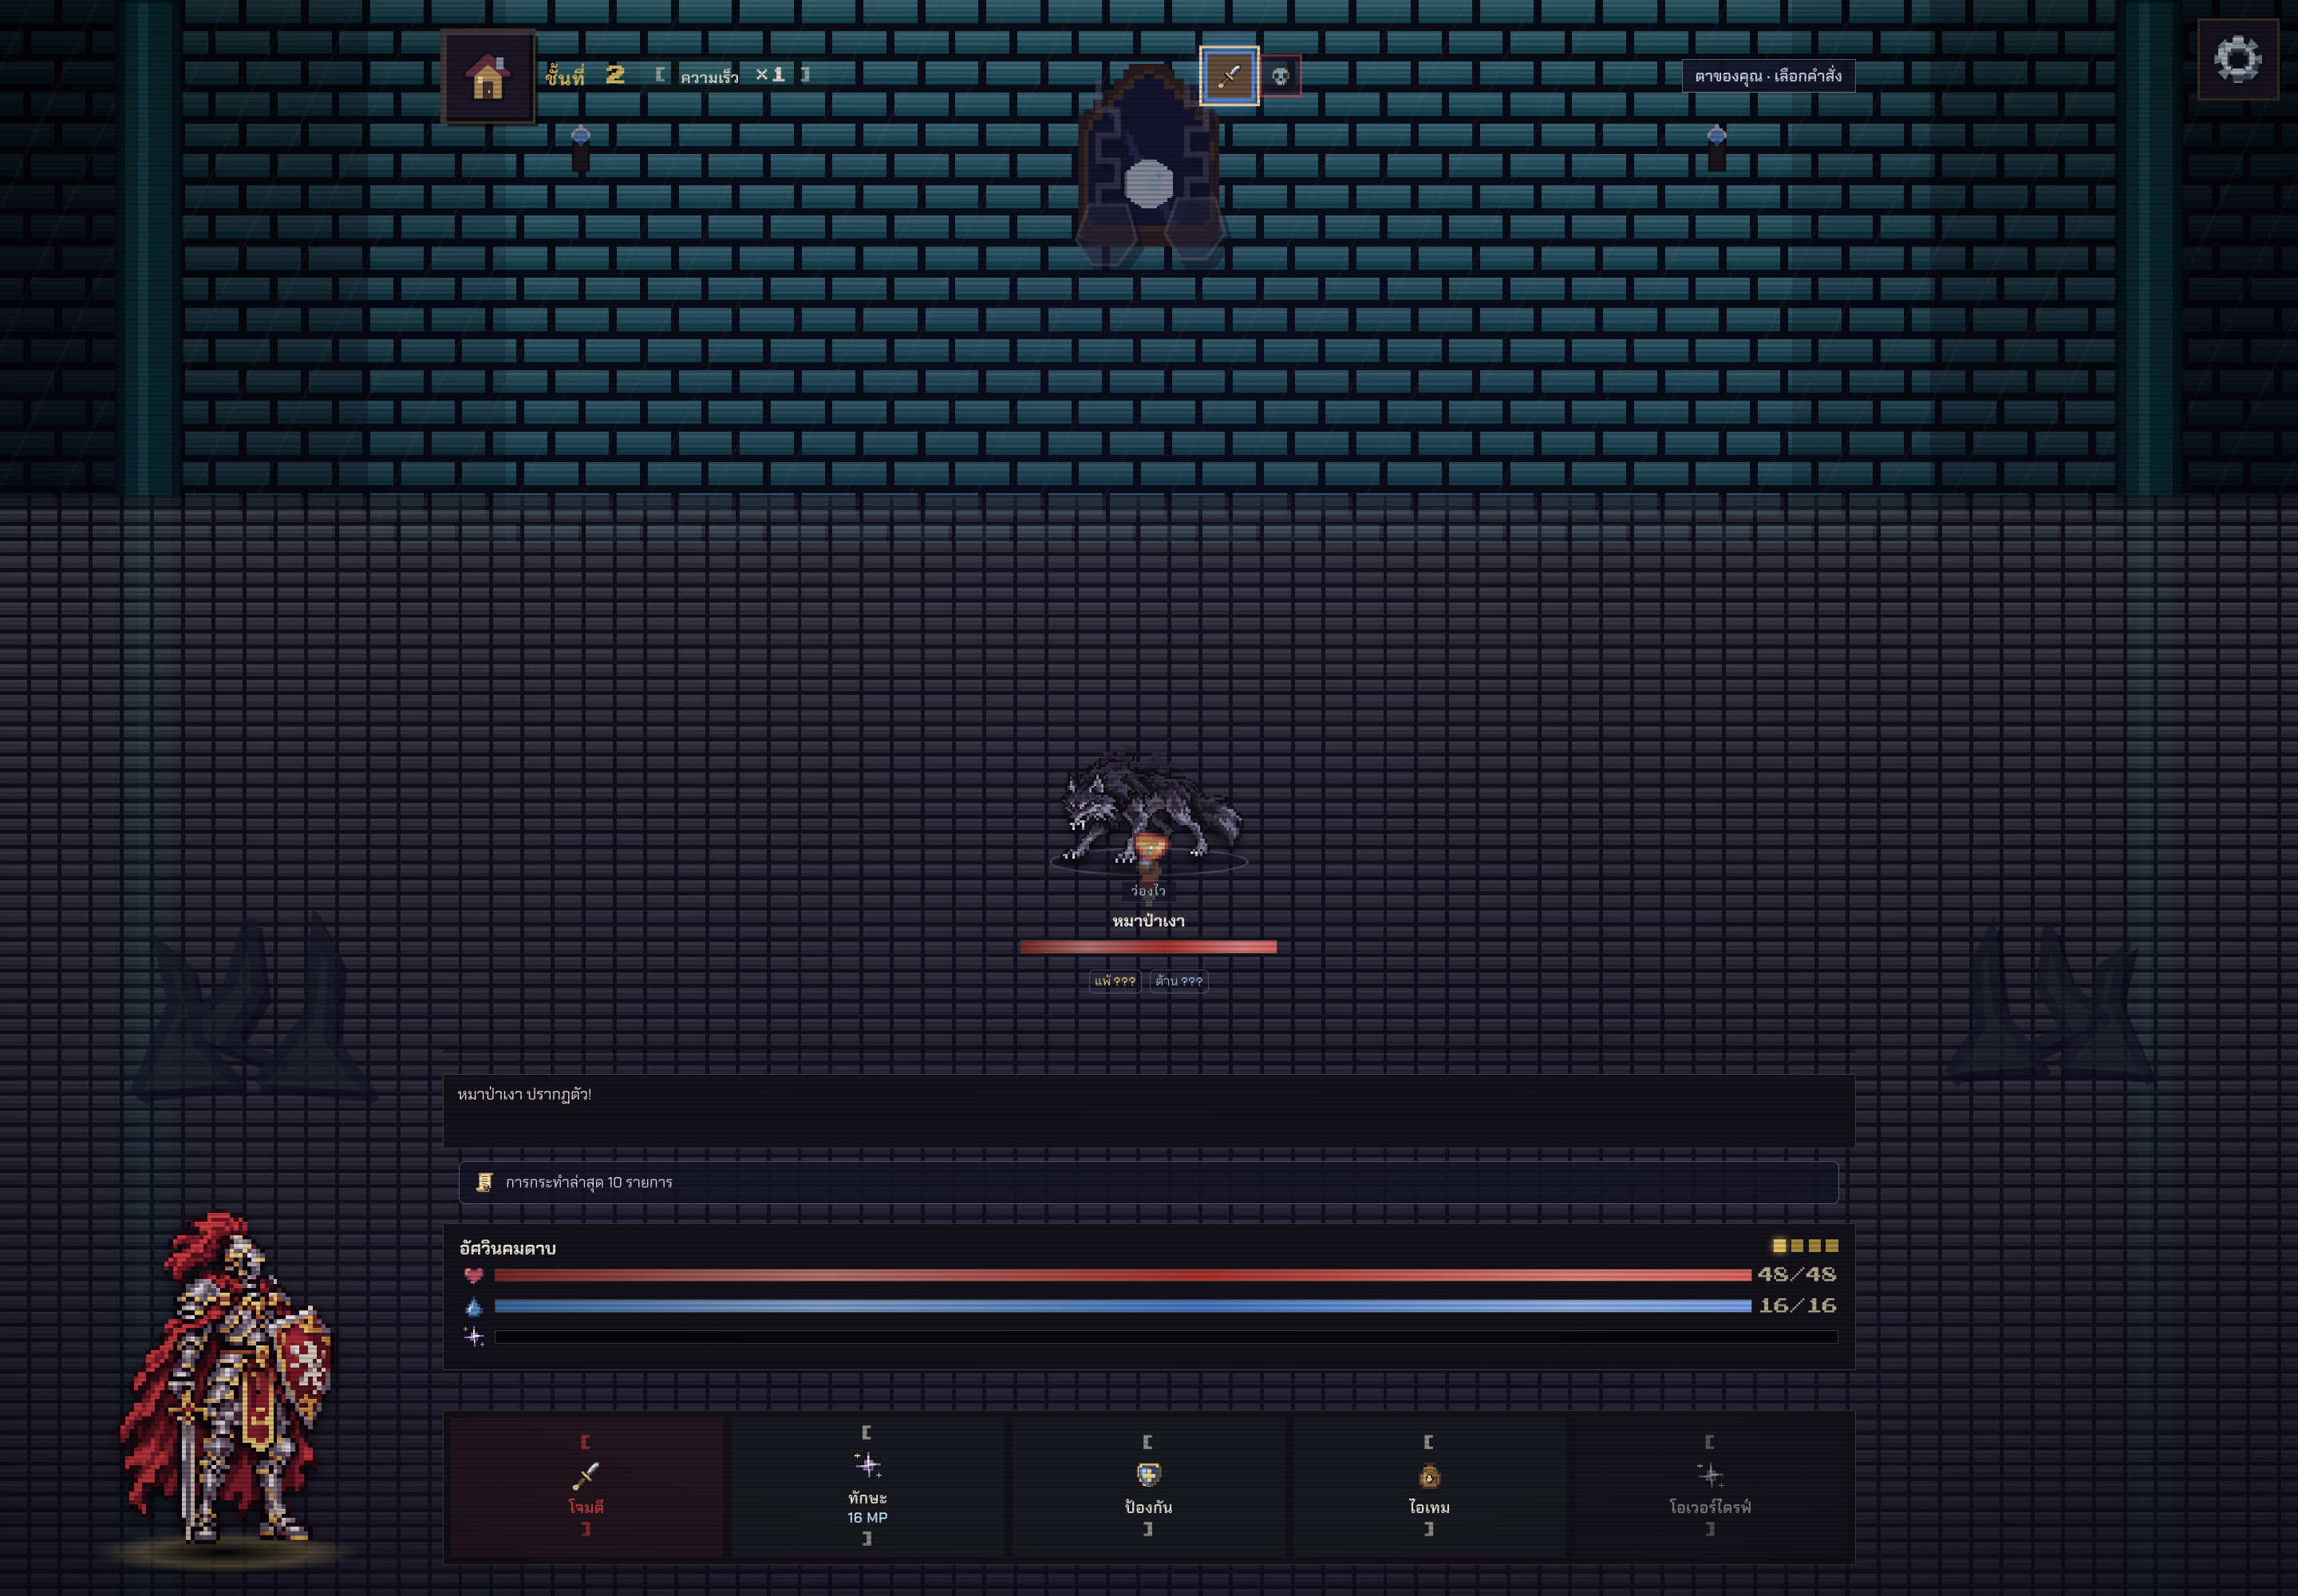 ชั้นที่ 2 [ ความเร็ว ×1 ]
ตาของคุณ · เลือกคำสั่ง
ว่องไว
หมาป่าเงา
แพ้ ??? ต้าน ???
หมาป่าเงา ปรากฏตัว!
การกระทำล่าสุด 10 รายการ
อัศวินคมดาบ
48/48
16/16
[ โจมตี ]
[ ทักษะ 16 MP ]
[ ป้องกัน ]
[ ไอเทม ]
[ โอเวอร์ไดรฟ์ ]